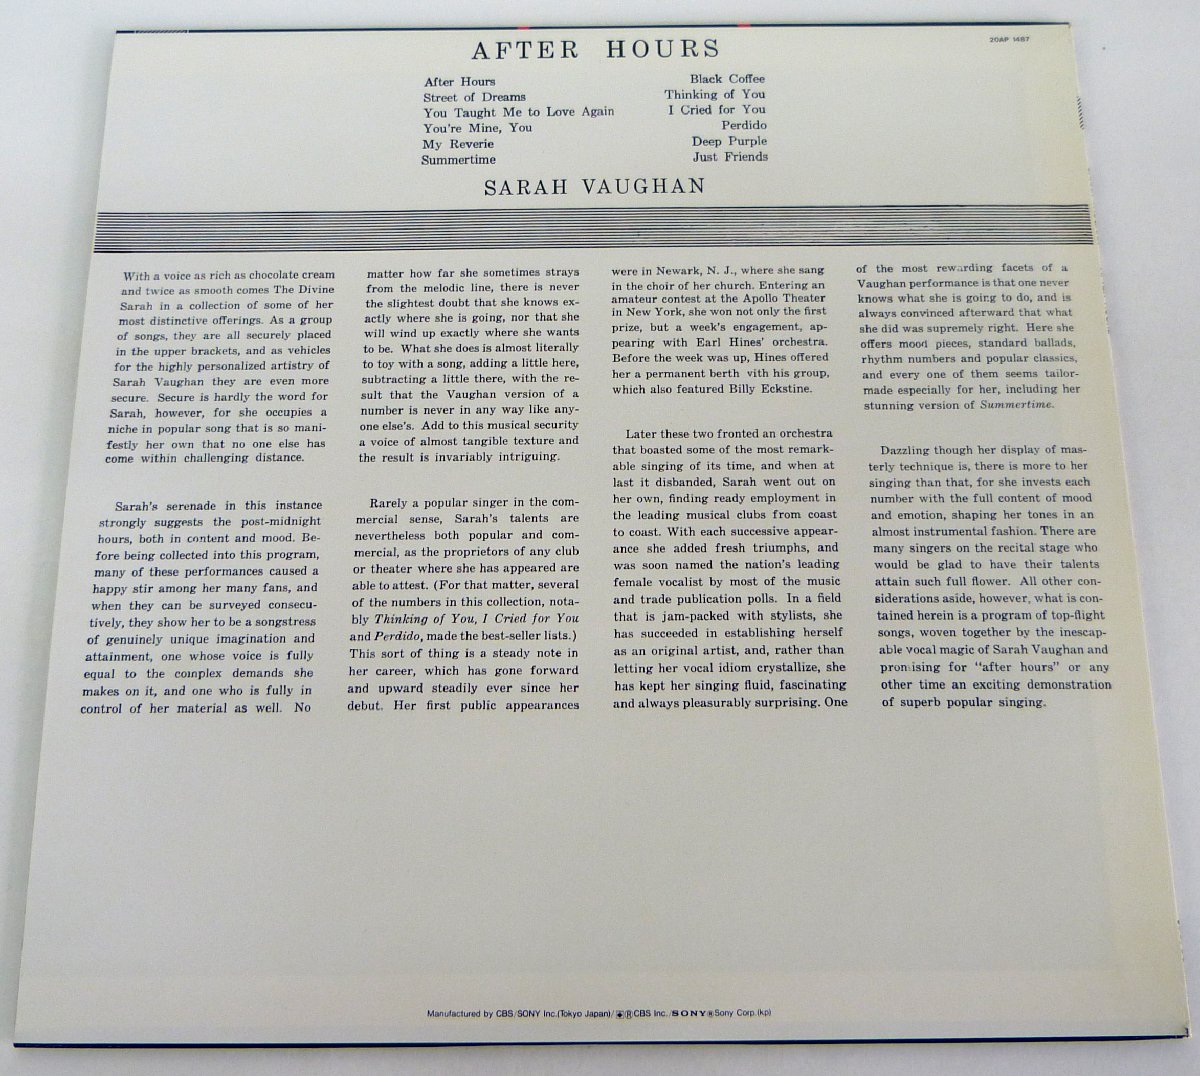 AFTER HOURS
20AP 1487
After Hours
Street of Dreams
You Taught Me to Love Again
You're Mine, You
My Reverie
Summertime
Black Coffee
Thinking of You
I Cried for You
Perdido
Deep Purple
Just Friends
SARAH VAUGHAN
With a voice as rich as chocolate cream
and twice as smooth comes The Divine
Sarah in a collection of some of her
most distinctive offerings. As a group
of songs, they are all securely placed
in the upper brackets, and as vehicles
for the highly personalized artistry of
Sarah Vaughan they are even more
secure. Secure is hardly the word for
Sarah, however, for she occupies a
niche in popular song that is so mani-
festly her own that no one else has
come within challenging distance.
Sarah's serenade in this instance
strongly suggests the post-midnight
hours, both in content and mood. Be-
fore being collected into this program,
many of these performances caused a
happy stir among her many fans, and
when they can be surveyed consecu-
tively, they show her to be a songstress
of genuinely unique imagination and
attainment, one whose voice is fully
equal to the complex demands she
makes on it, and one who is fully in
control of her material as well. No
matter how far she sometimes strays
from the melodic line, there is never
the slightest doubt that she knows ex-
actly where she is going, nor that she
will wind up exactly where she wants
to be. What she does is almost literally
to toy with a song, adding a little here,
subtracting a little there, with the re-
sult that the Vaughan version of a
number is never in any way like any-
one else's. Add to this musical security
a voice of almost tangible texture and
the result is invariably intriguing.
Rarely a popular singer in the com-
mercial sense, Sarah's talents are
nevertheless both popular and com-
mercial, as the proprietors of any club
or theater where she has appeared are
able to attest. (For that matter, several
of the numbers in this collection, nota-
bly Thinking of You, I Cried for You
and Perdido, made the best-seller lists.)
This sort of thing is a steady note in
her career, which has gone forward
and upward steadily ever since her
debut. Her first public appearances
were in Newark, N. J., where she sang
in the choir of her church. Entering an
amateur contest at the Apollo Theater
in New York, she won not only the first
prize, but a week's engagement, ap-
pearing with Earl Hines' orchestra.
Before the week was up, Hines offered
her a permanent berth vith his group,
which also featured Billy Eckstine.
Later these two fronted an orchestra
that boasted some of the most remark-
able singing of its time, and when at
last it disbanded, Sarah went out on
her own, finding ready employment in
the leading musical clubs from coast
to coast. With each successive appear-
ance she added fresh triumphs, and
was soon named the nation's leading
female vocalist by most of the music
and trade publication polls. In a field
that is jam-packed with stylists, she
has succeeded in establishing herself
as an original artist, and, rather than
letting her vocal idiom crystallize, she
has kept her singing fluid, fascinating
and always pleasurably surprising. One
of the most rewarding facets of a
Vaughan performance is that one never
knows what she is going to do, and is
always convinced afterward that what
she did was supremely right. Here she
offers mood pieces, standard ballads,
rhythm numbers and popular classics,
and every one of them seems tailor-
made especially for her, including her
stunning version of Summertime.
Dazzling though her display of mas-
terly technique is, there is more to her
singing than that, for she invests each
number with the full content of mood
and emotion, shaping her tones in an
almost instrumental fashion. There are
many singers on the recital stage who
would be glad to have their talents
attain such full flower. All other con-
siderations aside, however, what is con-
tained herein is a program of top-flight
songs, woven together by the inescap-
able vocal magic of Sarah Vaughan and
promising for "after hours" or any
other time an exciting demonstration
of superb popular singing.
Manufactured by CBS/SONY Inc.(Tokyo Japan)/ ® CBS Inc./SONY® Sony Corp.(kp)